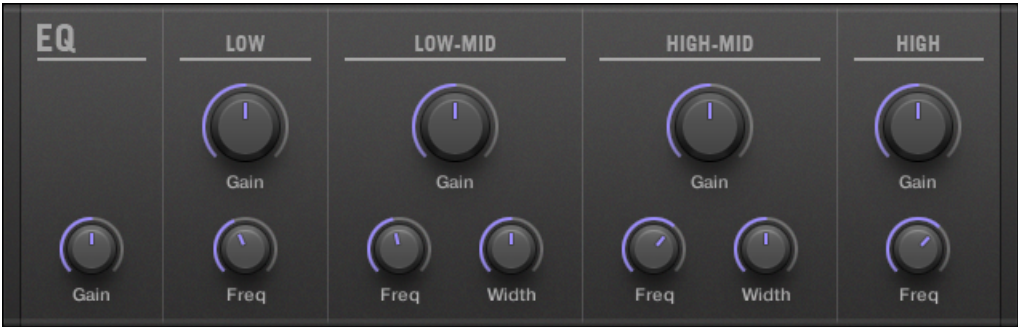 EQ
LOW
LOW-MID
HIGH-MID
HIGH
Gain
Gain
Gain
Gain
Gain
Freq
Freq
Width
Freq
Width
Freq